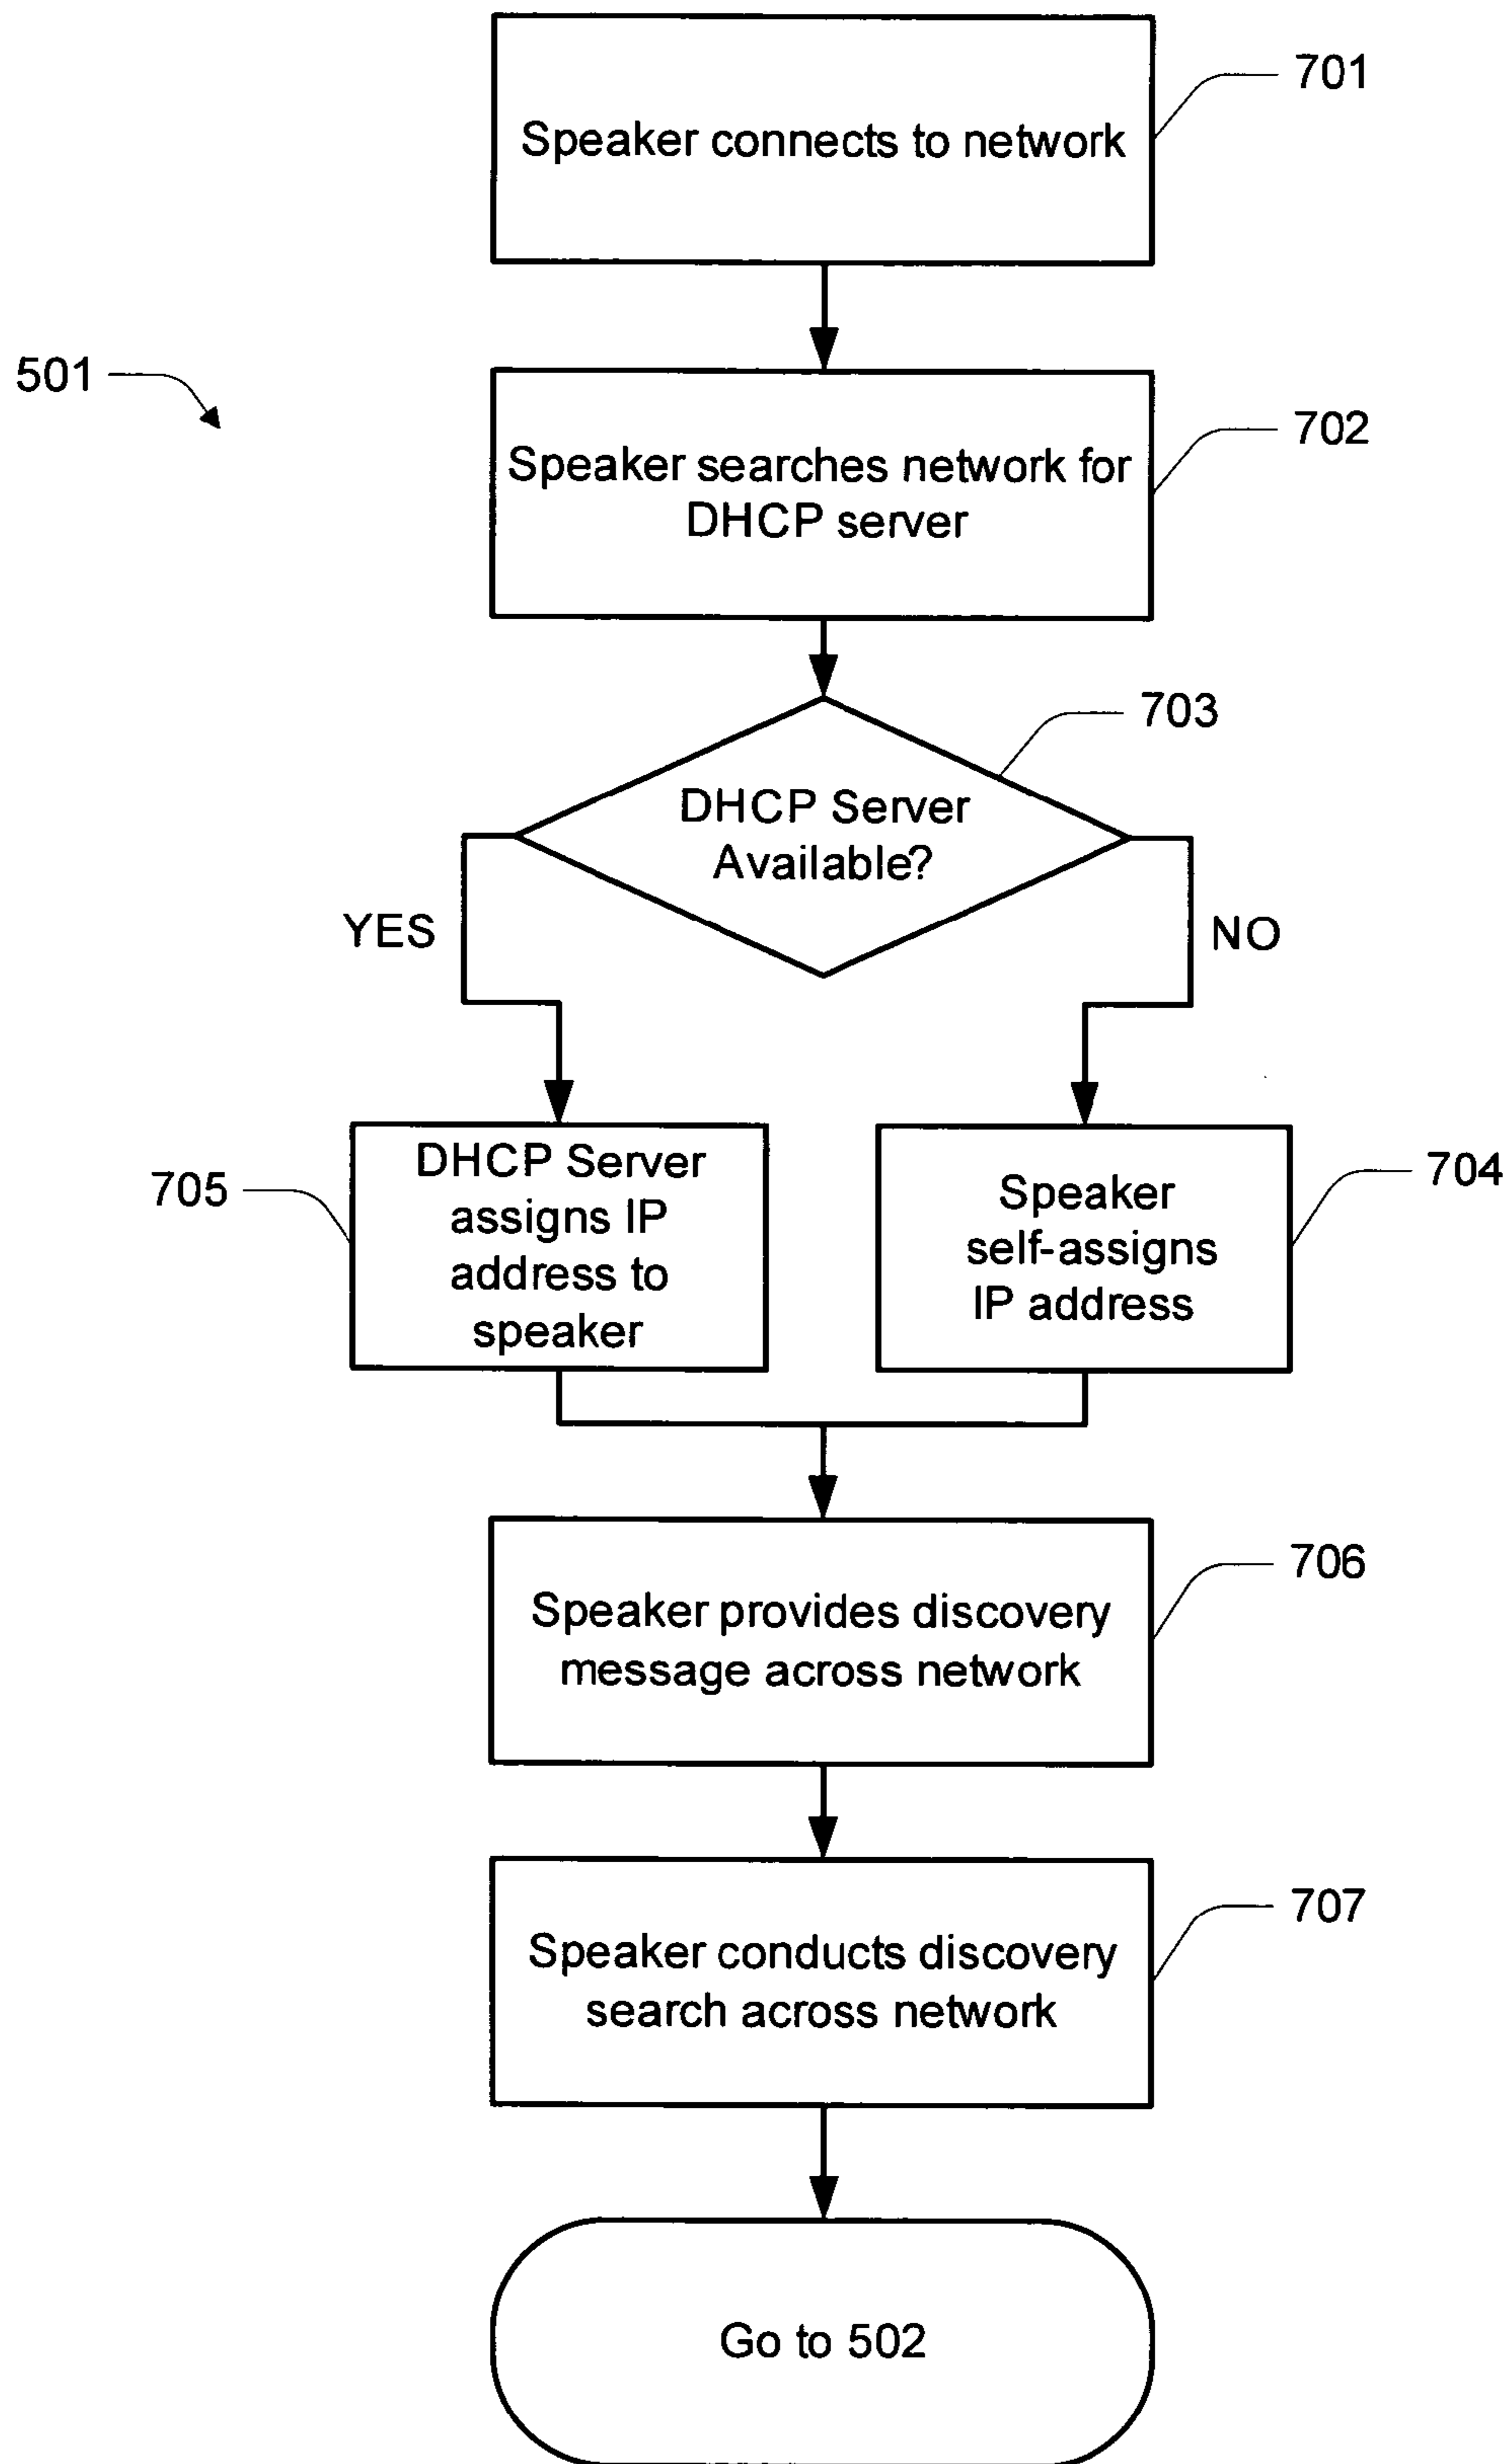 701
Speaker connects to network
501
702
Speaker searches network for
DHCP server
703
DHCP Server
Available?
YES
NO
705
DHCP Server
assigns IP
address to
speaker
704
Speaker
self-assigns
IP address
706
Speaker provides discovery
message across network
707
Speaker conducts discovery
search across network
Go to 502